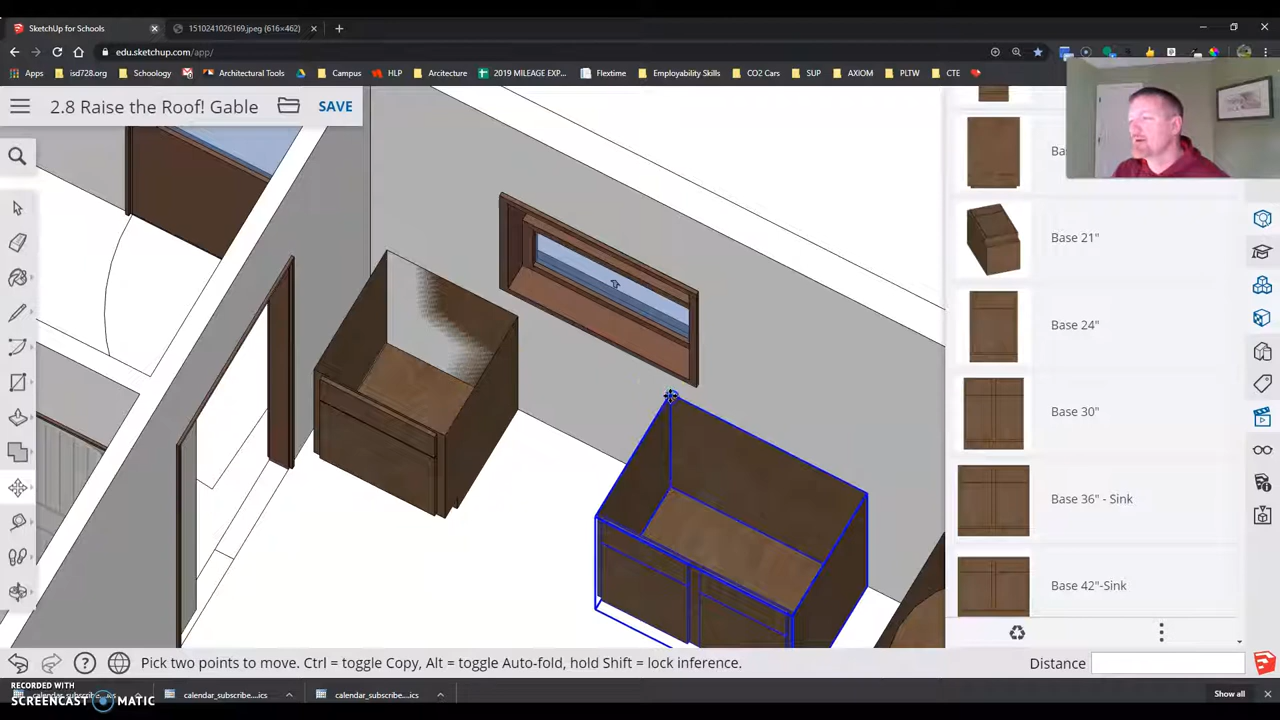 SketchUp for Schools
1510241026169.jpeg (616×462)
edu.sketchup.com/app/
Apps
isd728.org
Schoology
Architectural Tools
Campus
HLP
Arcitecture
2019 MILEAGE EXP...
Flextime
Employability Skills
CO2 Cars
SUP
AXIOM
PLTW
CTE
2.8 Raise the Roof! Gable
SAVE
Base 21"
Base 24"
Base 30"
Base 36" - Sink
Base 42"-Sink
Pick two points to move. Ctrl = toggle Copy, Alt = toggle Auto-fold, hold Shift = lock inference.
Distance
calendar_subscribe....ics
calendar_subscribe....ics
Show all
RECORDED WITH
SCREENCAST MATIC